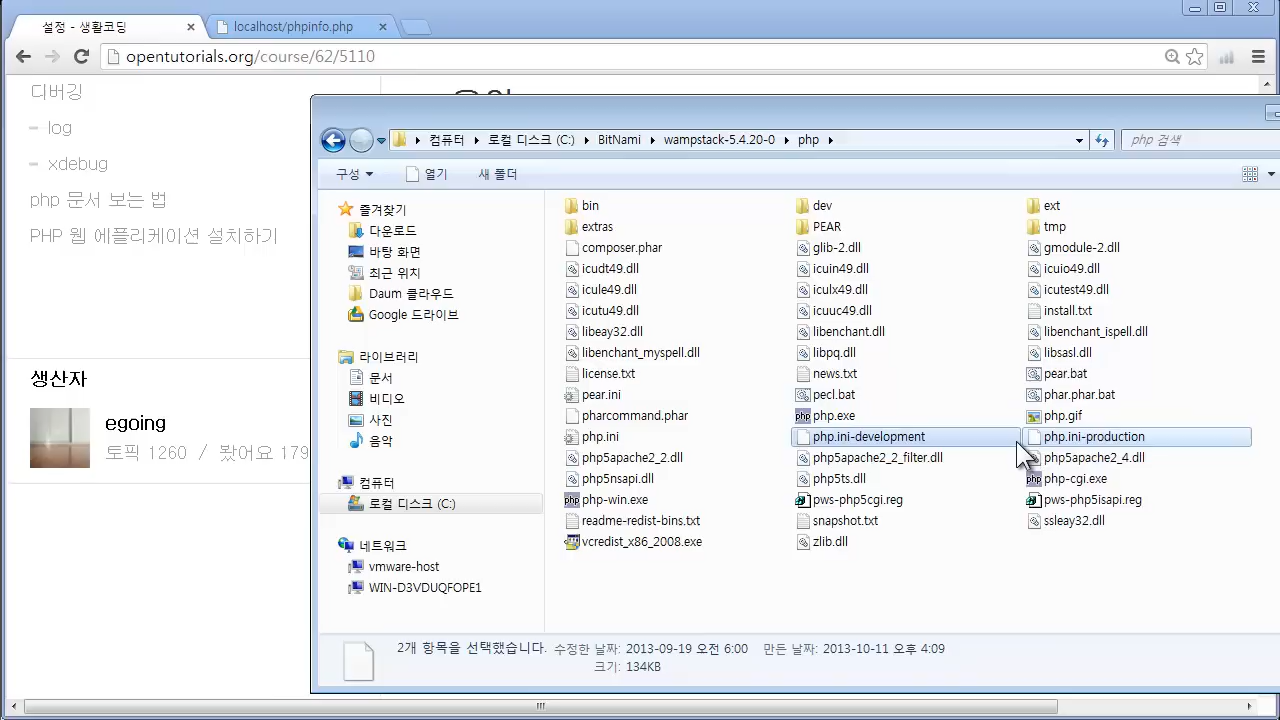 설정 - 생활코딩
localhost/phpinfo.php
opentutorials.org/course/62/5110
디버깅
- log
- xdebug
php 문서 보는 법
PHP 웹 에플리케이션 설치하기
생산자
egoing
토픽 1260 / 봤어요 179
컴퓨터 로컬 디스크 (C:) BitNami wampstack-5.4.20-0 php
php 검색
구성 열기 새 폴더
즐겨찾기
다운로드
바탕 화면
최근 위치
Daum 클라우드
Google 드라이브
라이브러리
문서
비디오
사진
음악
컴퓨터
로컬 디스크 (C:)
네트워크
vmware-host
WIN-D3VDUQFOPE1
bin dev ext
extras PEAR tmp
composer.phar glib-2.dll gmodule-2.dll
icudt49.dll icuin49.dll icuio49.dll
icule49.dll iculx49.dll icutest49.dll
icutu49.dll icuuc49.dll install.txt
libeay32.dll libenchant.dll libenchant_ispell.dll
libenchant_myspell.dll libpq.dll libsasl.dll
license.txt news.txt pear.bat
pear.ini pecl.bat phar.phar.bat
pharcommand.phar php php.exe php.gif
php.ini php.ini-development php.ini-production
php5apache2_2.dll php5apache2_2_filter.dll php5apache2_4.dll
php5nsapi.dll php5ts.dll php php-cgi.exe
php php-win.exe pws-php5cgi.reg pws-php5isapi.reg
readme-redist-bins.txt snapshot.txt ssleay32.dll
vcredist_x86_2008.exe zlib.dll
2개 항목을 선택했습니다. 수정한 날짜: 2013-09-19 오전 6:00 만든 날짜: 2013-10-11 오후 4:09
크기: 134KB